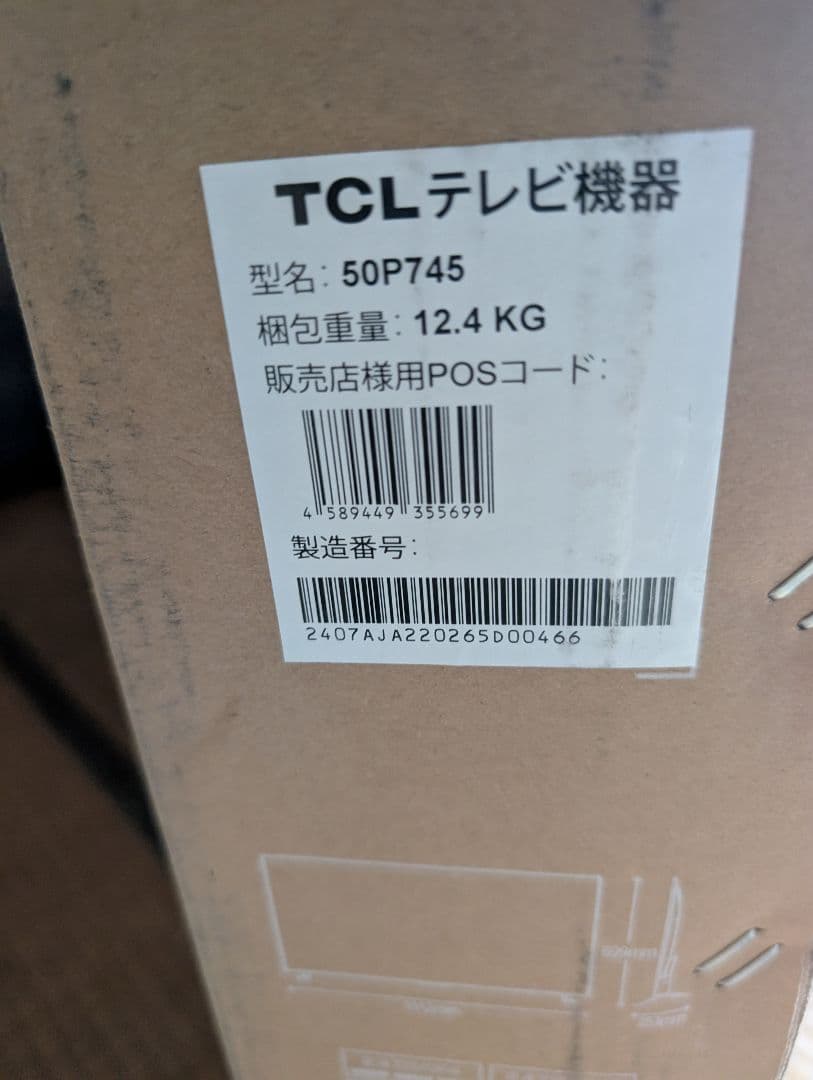 TCLテレビ機器
型名: 50P745
梱包重量: 12.4 KG
販売店様用POSコード:
4 589449 355699
製造番号:
2407AJA220265D00466